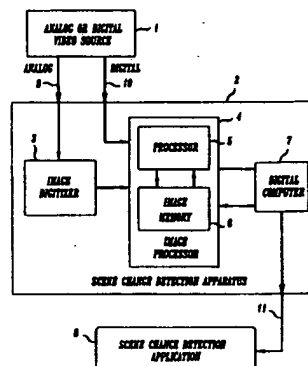 ANALOG OR DIGITAL
VIDEO SOURCE
1
ANALOG
DIGITAL
9
10
2
3
4
5
7
PROCESSOR
IMAGE
DIGITIZER
IMAGE
MEMORY
6
DIGITAL
COMPUTER
IMAGE
PROCESSOR
SCENE CHANGE DETECTION APPARATUS
11
8
SCENE CHANGE DETECTION
APPLICATION